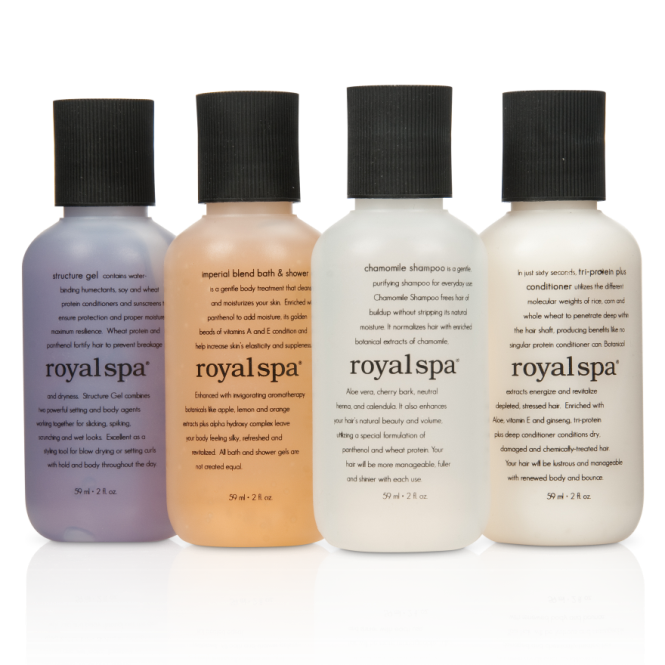 structure gel contains water-
binding humectants, soy and wheat
protein conditioners and sunscreens t
ensure protection and proper moisture
maximum resilience. Wheat protein and
panthenol fortify hair to prevent breakage
royalspa®
and dryness. Structure Gel combines
two powerful setting and body agents
working together for slicking, spiking,
scrunching and wet looks. Excellent as a
styling tool for blow drying or setting curls
with hold and body throughout the day.
59 ml • 2 fl oz.
imperial blend bath & shower
is a gentle body treatment that cleans
and moisturizes your skin. Enriched w
panthenol to add moisture, its golden
beads of vitamins A and E condition and
help increase skin's elasticity and suppleness
royalspa®
Enhanced with invigorating aromatherapy
botanicals like apple, lemon and orange
extracts plus alpha hydroxy complex leave
your body feeling silky, refreshed and
revitalized. All bath and shower gels are
not created equal.
59 ml • 2 fl oz.
chamomile shampoo is a gentle,
purifying shampoo for everyday use.
Chamomile Shampoo frees hair of
buildup without stripping its natural
moisture. It normalizes hair with enriched
botanical extracts of chamomile,
royalspa®
Aloe vera, cherry bark, neutral
henna, and calendula. It also enhances
your hair's natural beauty and volume.
Utilizing a special formulation of
panthenol and wheat protein. Your
hair will be more manageable, fuller
and shinier with each use.
59 ml • 2 fl oz.
In just sixty seconds, tri-protein plus
conditioner utilizes the different
molecular weights of rice, corn and
whole wheat to penetrate deep within
the hair shaft, producing benefits like no
singular protein conditioner can. Botanical
royalspa®
extracts energize and revitalize
depleted, stressed hair. Enriched with
Aloe, vitamin E and ginseng, tri-protein
plus deep conditioner conditions dry,
damaged and chemically-treated hair.
Your hair will be lustrous and manageable
with renewed body and bounce.
59 ml • 2 fl oz.